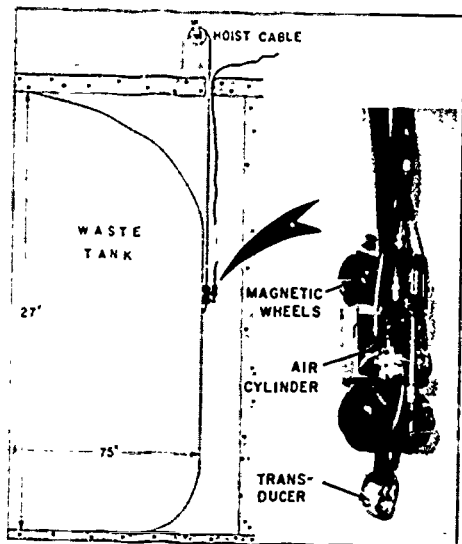 HOIST CABLE
WASTE
TANK
27'
75"
MAGNETIC
WHEELS
AIR
CYLINDER
TRANS-
DUCER